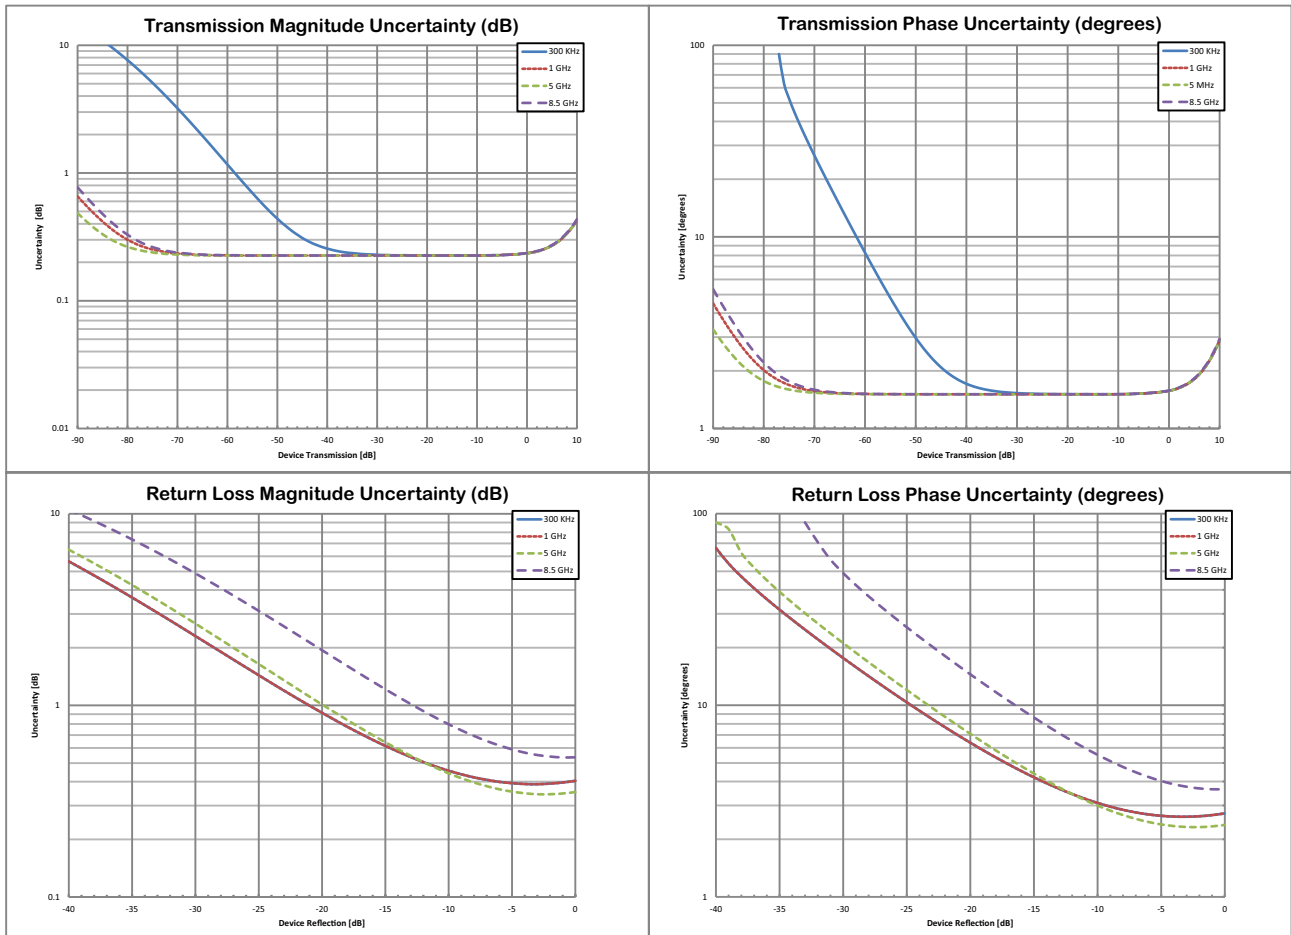 Transmission Magnitude Uncertainty (dB)
10
1
0.1
0.01
Uncertainty [dB]
300 KHz
1 GHz
5 GHz
8.5 GHz
-90 -80 -70 -60 -50 -40 -30 -20 -10 0 10
Device Transmission [dB]
Transmission Phase Uncertainty (degrees)
100
10
1
Uncertainty [degrees]
300 KHz
1 GHz
5 MHz
8.5 GHz
-90 -80 -70 -60 -50 -40 -30 -20 -10 0 10
Device Transmission [dB]
Return Loss Magnitude Uncertainty (dB)
10
1
0.1
Uncertainty [dB]
300 KHz
1 GHz
5 GHz
8.5 GHz
-40 -35 -30 -25 -20 -15 -10 -5 0
Device Reflection [dB]
Return Loss Phase Uncertainty (degrees)
100
10
1
Uncertainty [degrees]
300 KHz
1 GHz
5 GHz
8.5 GHz
-40 -35 -30 -25 -20 -15 -10 -5 0
Device Reflection [dB]